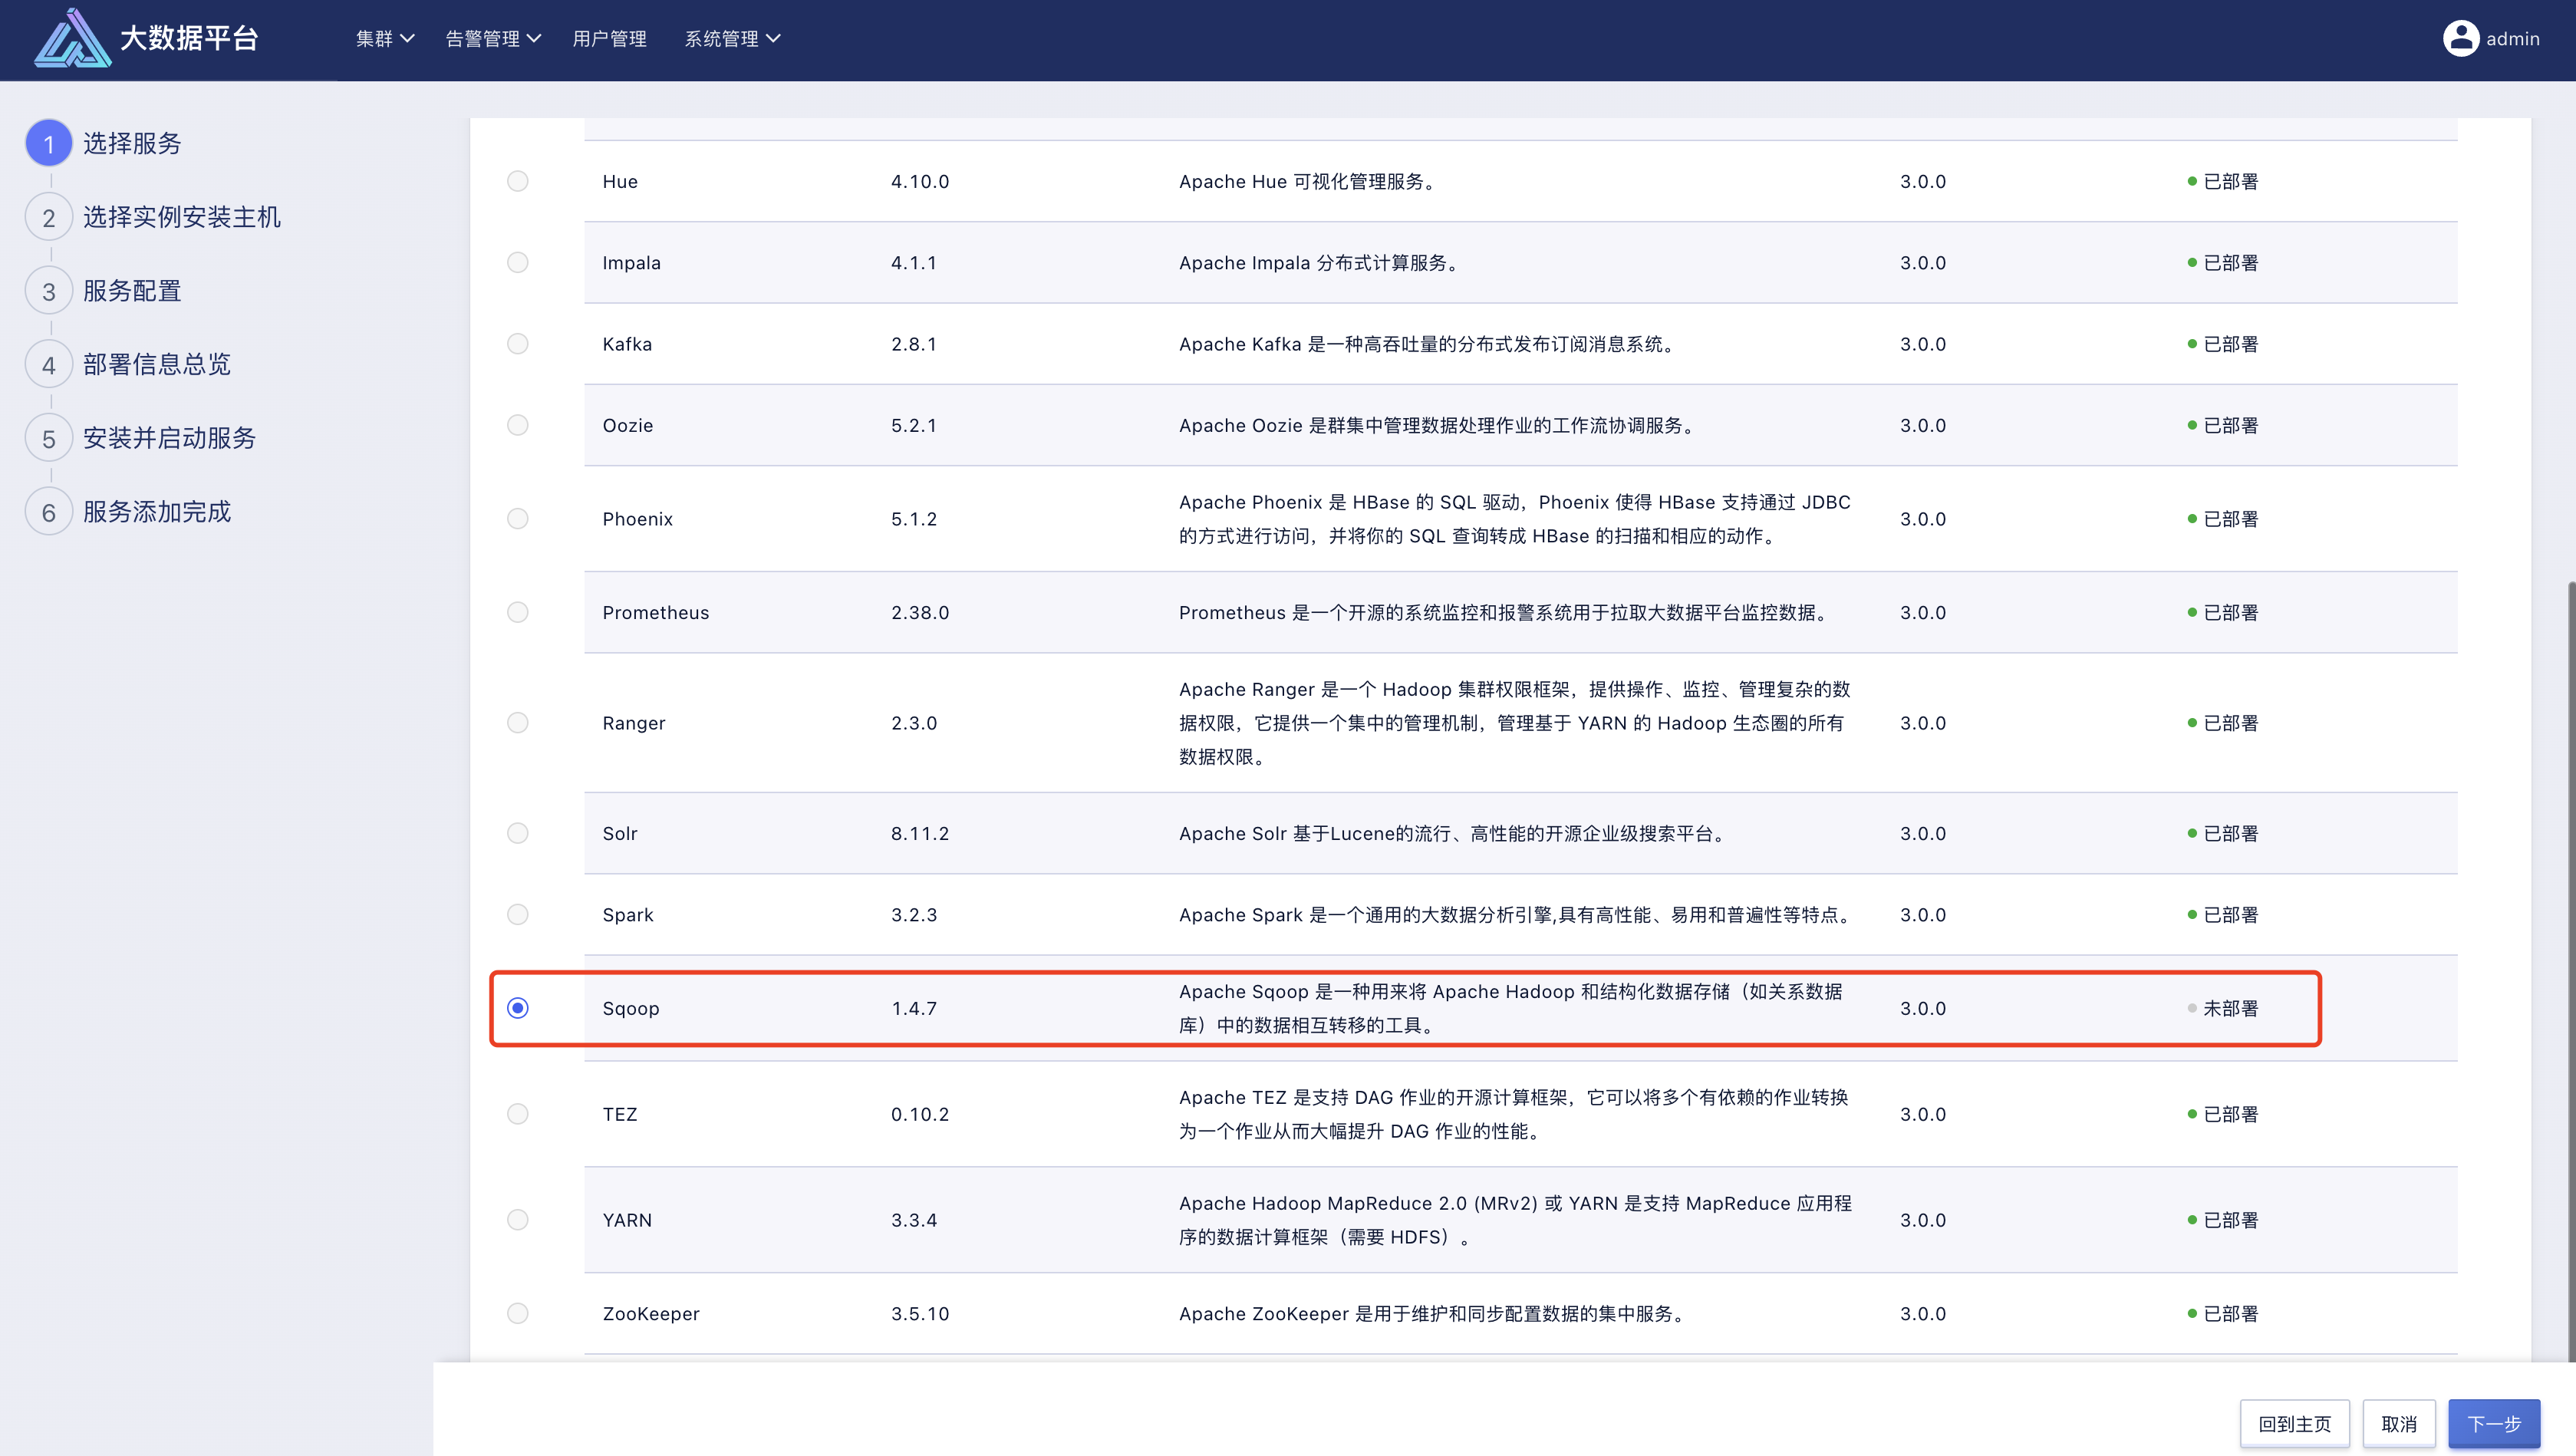 大数据平台
集群
告警管理
用户管理
系统管理
admin
1 选择服务
2 选择实例安装主机
3 服务配置
4 部署信息总览
5 安装并启动服务
6 服务添加完成
Hue 4.10.0 Apache Hue 可视化管理服务。 3.0.0 已部署
Impala 4.1.1 Apache Impala 分布式计算服务。 3.0.0 已部署
Kafka 2.8.1 Apache Kafka 是一种高吞吐量的分布式发布订阅消息系统。 3.0.0 已部署
Oozie 5.2.1 Apache Oozie 是群集中管理数据处理作业的工作流协调服务。 3.0.0 已部署
Phoenix 5.1.2 Apache Phoenix 是 HBase 的 SQL 驱动，Phoenix 使得 HBase 支持通过 JDBC
的方式进行访问，并将你的 SQL 查询转成 HBase 的扫描和相应的动作。 3.0.0 已部署
Prometheus 2.38.0 Prometheus 是一个开源的系统监控和报警系统用于拉取大数据平台监控数据。 3.0.0 已部署
Ranger 2.3.0 Apache Ranger 是一个 Hadoop 集群权限框架，提供操作、监控、管理复杂的数
据权限，它提供一个集中的管理机制，管理基于 YARN 的 Hadoop 生态圈的所有
数据权限。 3.0.0 已部署
Solr 8.11.2 Apache Solr 基于Lucene的流行、高性能的开源企业级搜索平台。 3.0.0 已部署
Spark 3.2.3 Apache Spark 是一个通用的大数据分析引擎,具有高性能、易用和普遍性等特点。 3.0.0 已部署
Sqoop 1.4.7 Apache Sqoop 是一种用来将 Apache Hadoop 和结构化数据存储（如关系数据
库）中的数据相互转移的工具。 3.0.0 未部署
TEZ 0.10.2 Apache TEZ 是支持 DAG 作业的开源计算框架，它可以将多个有依赖的作业转换
为一个作业从而大幅提升 DAG 作业的性能。 3.0.0 已部署
YARN 3.3.4 Apache Hadoop MapReduce 2.0 (MRv2) 或 YARN 是支持 MapReduce 应用程
序的数据计算框架（需要 HDFS）。 3.0.0 已部署
ZooKeeper 3.5.10 Apache ZooKeeper 是用于维护和同步配置数据的集中服务。 3.0.0 已部署
回到主页
取消
下一步